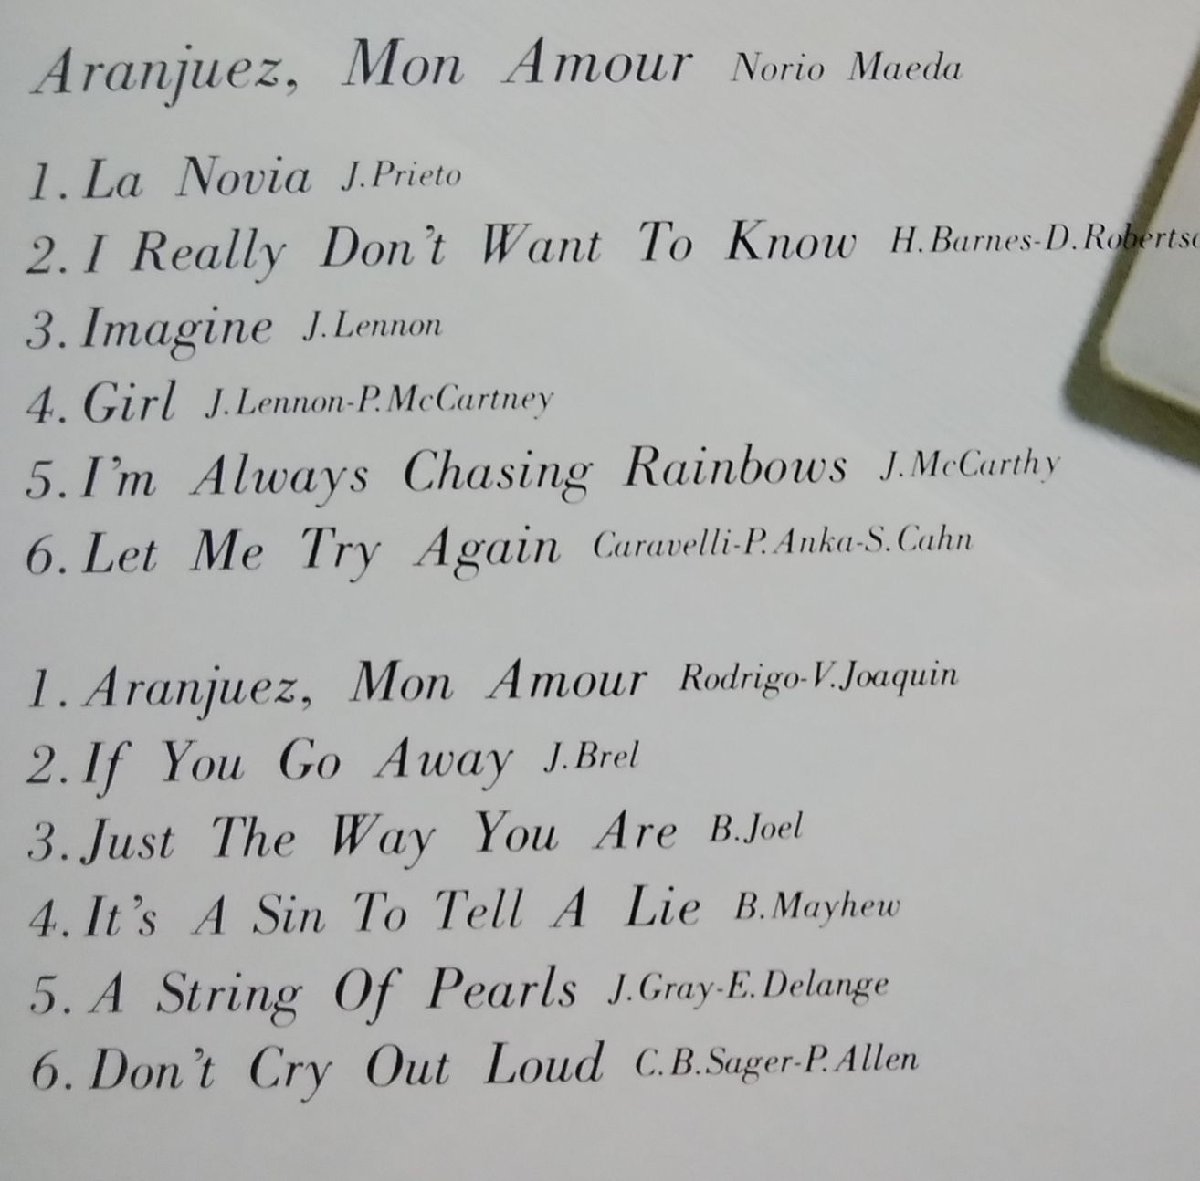 Aranjuez, Mon Amour Norio Maeda
1. La Novia J.Prieto
2. I Really Don't Want To Know H.Barnes-D.
3. Imagine J.Lennon
4. Girl J.Lennon-P.McCartney
5. I'm Always Chasing Rainbows J.McCarthy
6. Let Me Try Again Caravelli-P.Anka-S.Cahn
1. Aranjuez, Mon Amour Rodrigo-V.Joaquin
2. If You Go Away J.Brel
3. Just The Way You Are B.Joel
4. It's A Sin To Tell A Lie B.Mayhew
5. A String Of Pearls J.Gray-E.Delange
6. Don't Cry Out Loud C.B.Sager-P.Allen